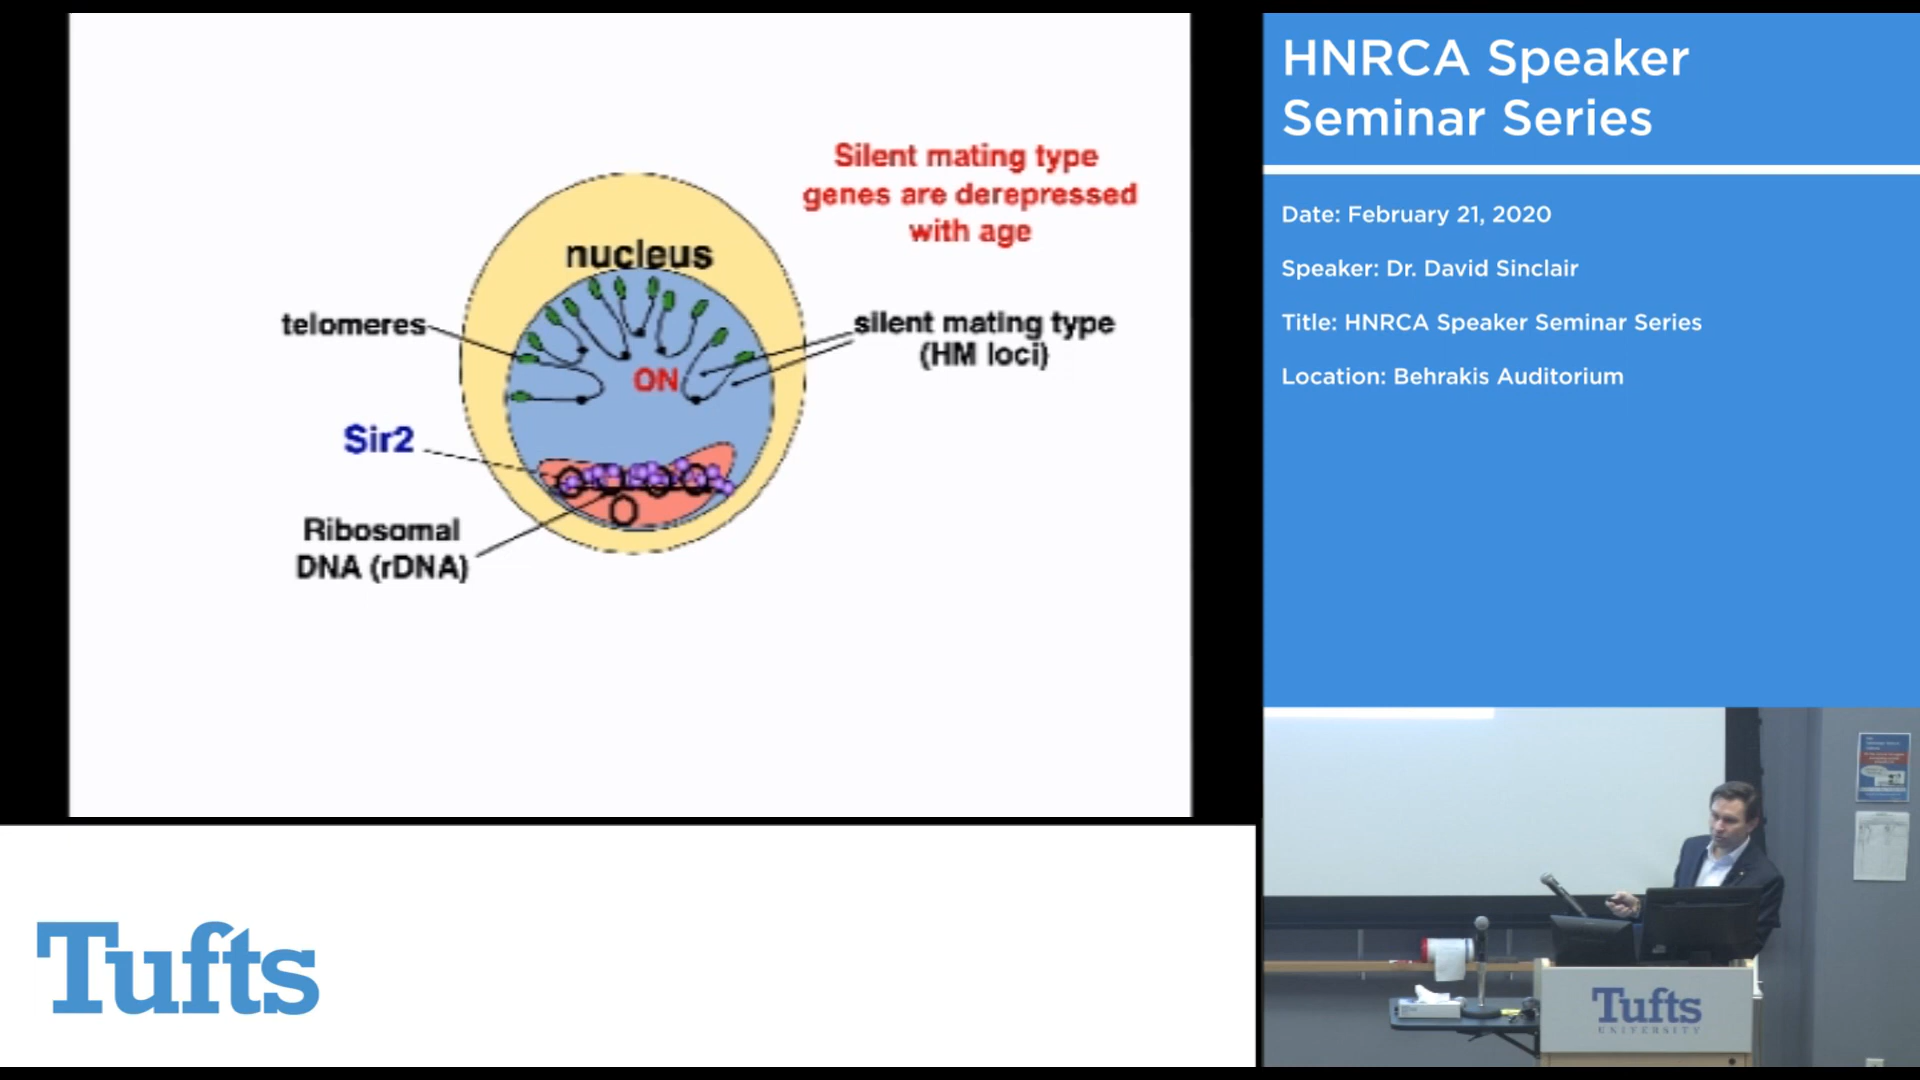 Silent mating type
genes are derepressed
with age
nucleus
telomeres
silent mating type
(HM loci)
ON
Sir2
Ribosomal
DNA (rDNA)
HNRCA Speaker
Seminar Series
Date: February 21, 2020
Speaker: Dr. David Sinclair
Title: HNRCA Speaker Seminar Series
Location: Behrakis Auditorium
Tufts
Tufts
UNIVERSITY